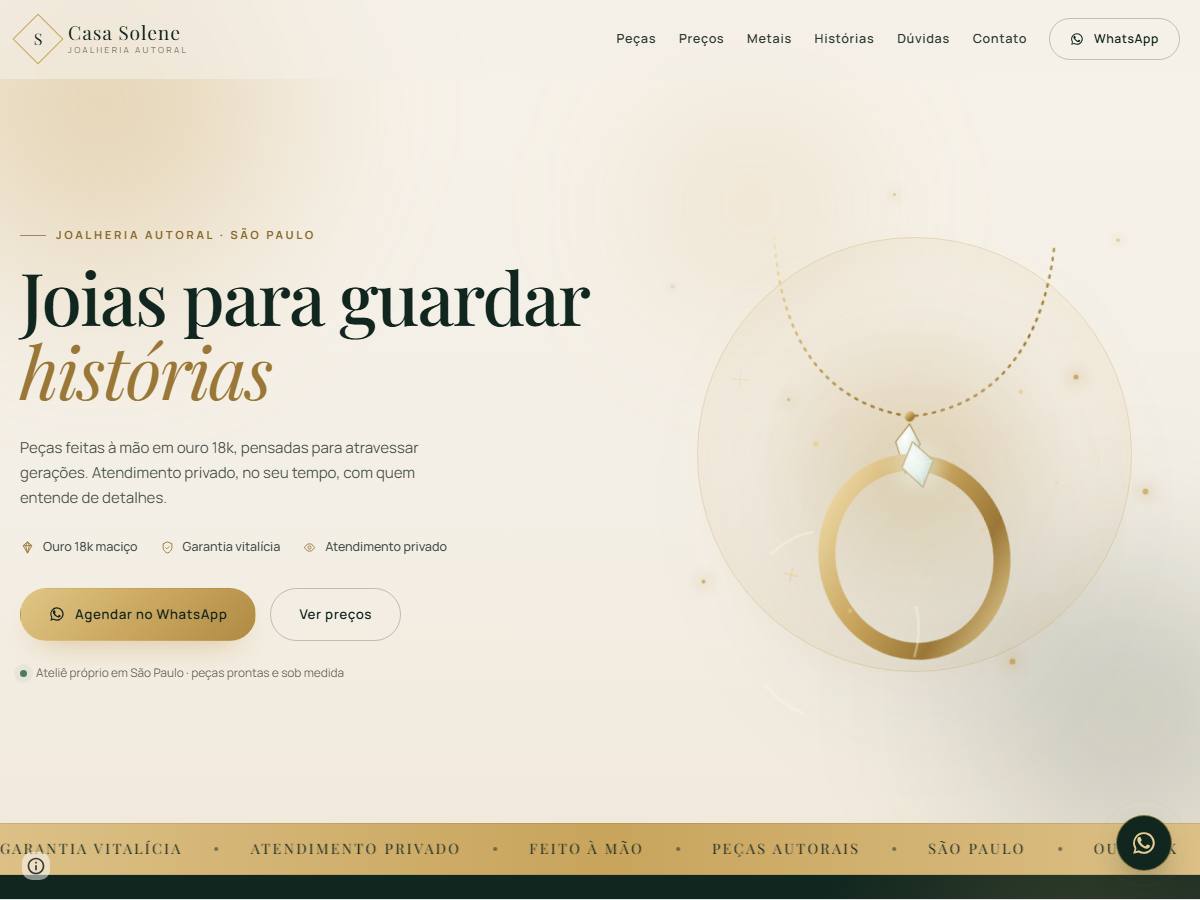 S
Casa Solene
JOALHERIA AUTORAL
Peças
Preços
Metais
Histórias
Dúvidas
Contato
WhatsApp
JOALHERIA AUTORAL · SÃO PAULO
Joias para guardar
histórias
Peças feitas à mão em ouro 18k, pensadas para atravessar
gerações. Atendimento privado, no seu tempo, com quem
entende de detalhes.
Ouro 18k maciço
Garantia vitalícia
Atendimento privado
Agendar no WhatsApp
Ver preços
Ateliê próprio em São Paulo · peças prontas e sob medida
GARANTIA VITALÍCIA • ATENDIMENTO PRIVADO • FEITO À MÃO • PEÇAS AUTORAIS • SÃO PAULO •